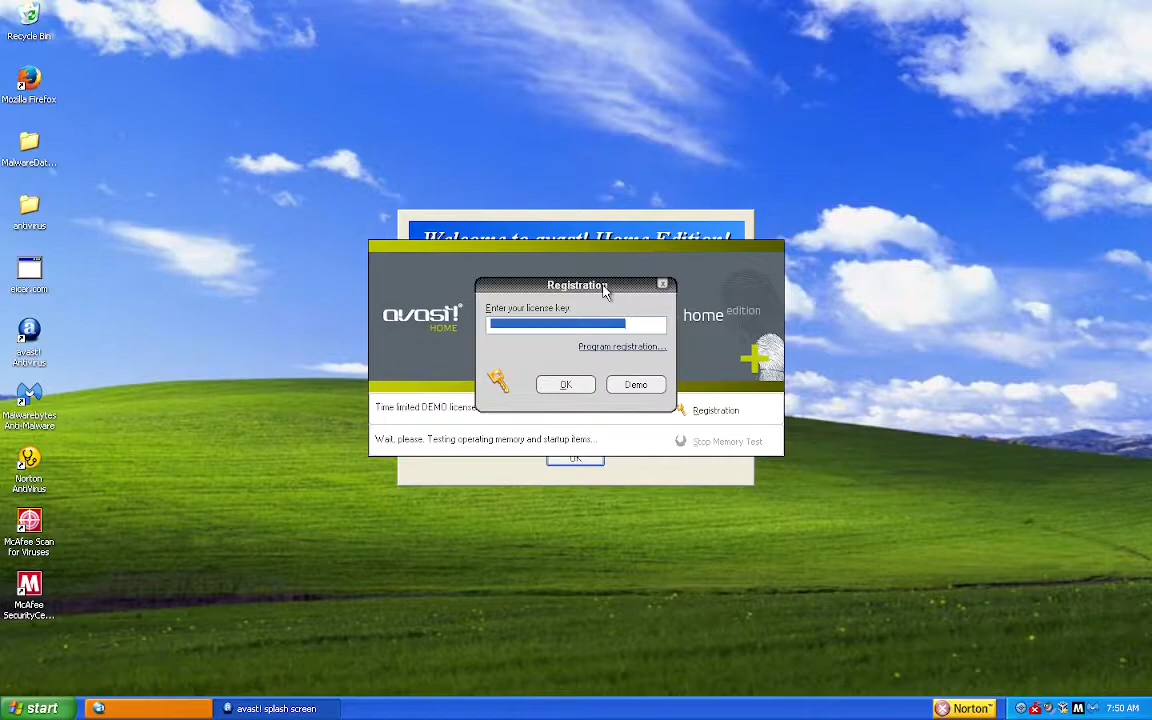 Recycle Bin
Mozilla Firefox
MalwareDat...
antivirus
eicar.com
avast!
Antivirus
Malwarebytes
Anti-Malware
Norton
AntiVirus
McAfee Scan
for Viruses
McAfee
SecurityCe...
Welcome to avast! Home Edition!
avast!
HOME
home edition
Registration
Enter your license key:
Program registration...
OK
Demo
Time limited DEMO license
Registration
Wait, please. Testing operating memory and startup items...
Stop Memory Test
OK
start
avast! splash screen
Norton™
7:50 AM